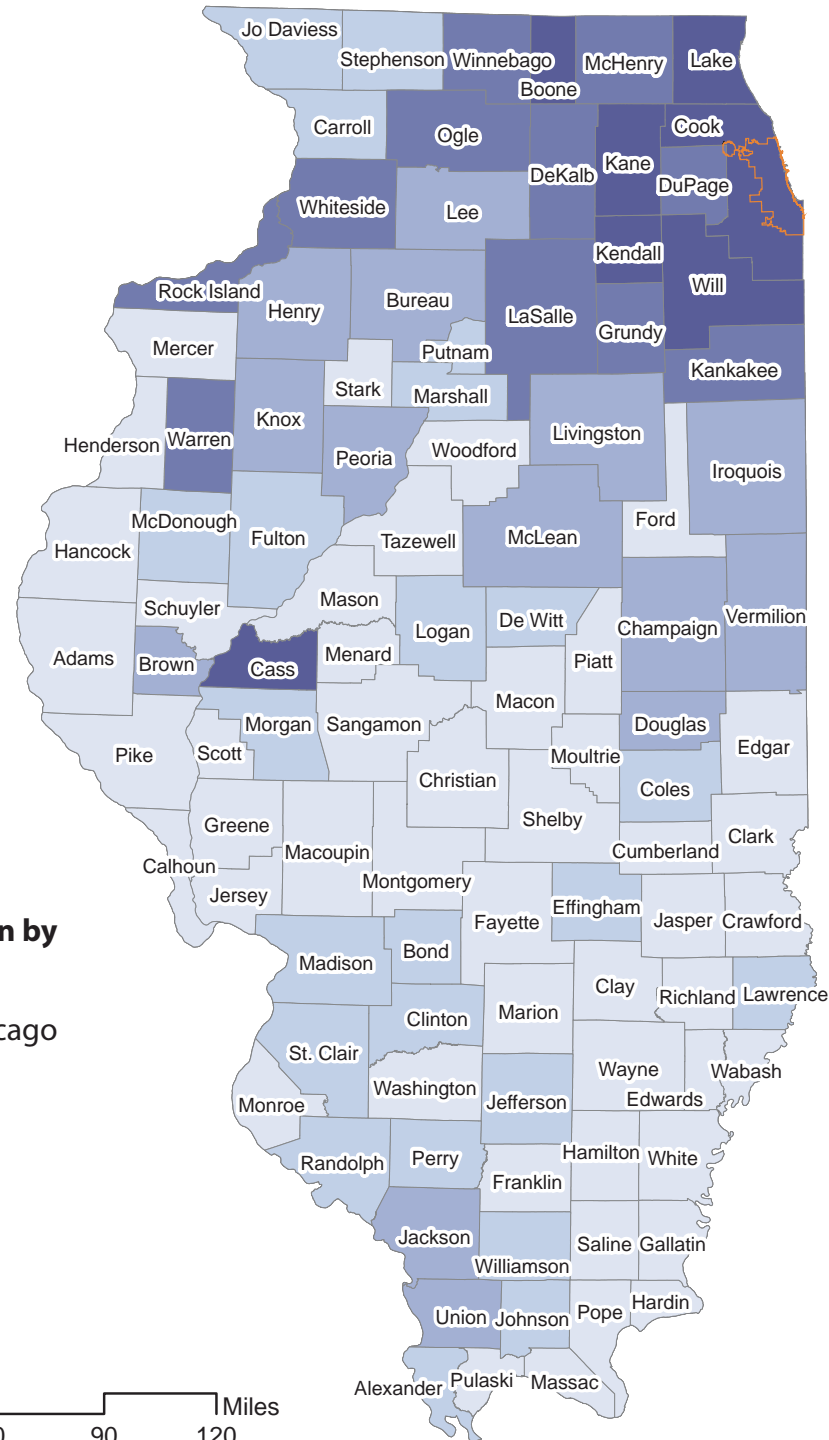 Jo Daviess
Stephenson
Winnebago
Boone
McHenry
Lake
Carroll
Ogle
DeKalb
Kane
Cook
DuPage
Whiteside
Lee
Kendall
Will
Rock Island
Henry
Bureau
LaSalle
Grundy
Mercer
Putnam
Kankakee
Stark
Marshall
Henderson
Warren
Knox
Peoria
Woodford
Livingston
Iroquois
McDonough
Hancock
Fulton
Tazewell
McLean
Ford
Schuyler
Mason
Logan
De Witt
Champaign
Vermilion
Adams
Brown
Cass
Menard
Piatt
Macon
Morgan
Sangamon
Douglas
Edgar
Pike
Scott
Christian
Moultrie
Coles
Greene
Macoupin
Shelby
Cumberland
Clark
Calhoun
Jersey
Montgomery
Fayette
Effingham
Jasper
Crawford
n by
Madison
Bond
Clay
Richland
Lawrence
cago
Clinton
Marion
St. Clair
Washington
Wayne
Edwards
Wabash
Monroe
Jefferson
Randolph
Perry
Franklin
Hamilton
White
Jackson
Williamson
Saline
Gallatin
Union
Johnson
Pope
Hardin
Alexander
Pulaski
Massac
Miles
0 90 120